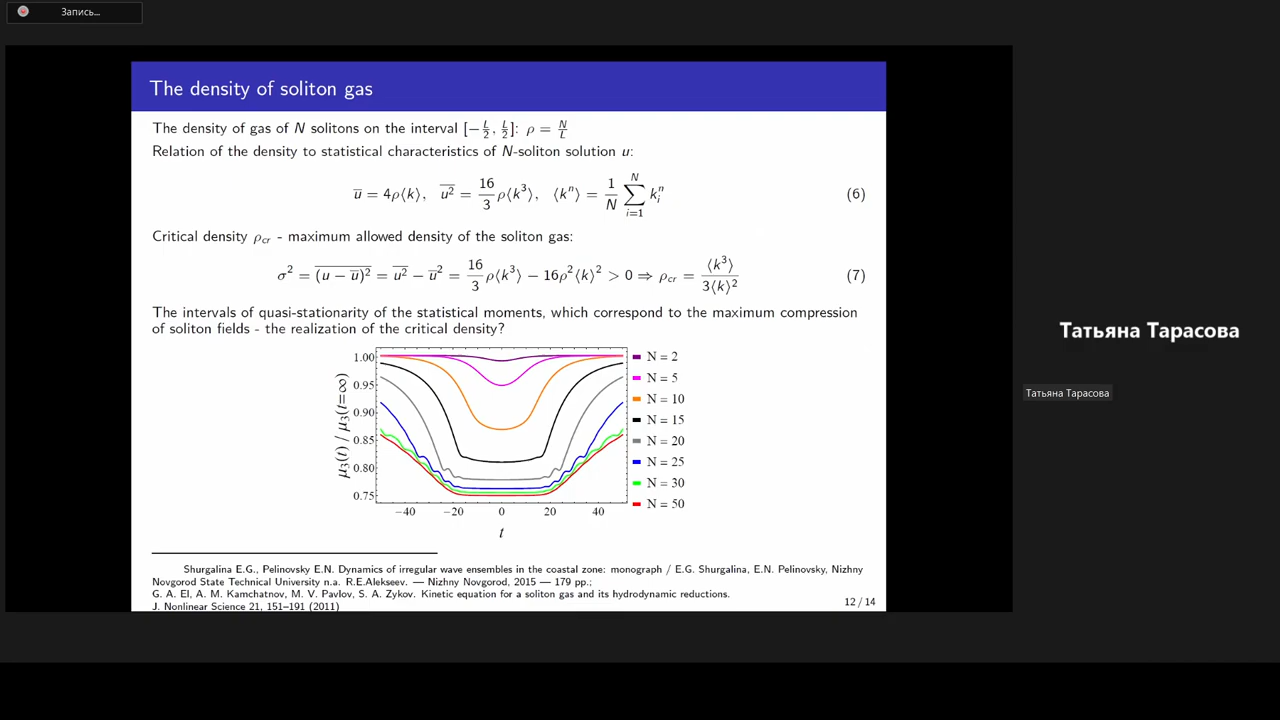 Запись...
The density of soliton gas
The density of gas of N solitons on the interval [−L/2, L/2]: ρ = N/L
Relation of the density to statistical characteristics of N-soliton solution u:
u̅ = 4ρ⟨k⟩, u̅² = 16/3 ρ⟨k³⟩, ⟨kⁿ⟩ = 1/N ∑_{i=1}^{N} k_i^n (6)
Critical density ρ_cr - maximum allowed density of the soliton gas:
σ² = \overline{(u − u̅)²} = \overline{u²} − u̅² = 16/3 ρ⟨k³⟩ − 16ρ²⟨k⟩² > 0 ⇒ ρ_cr = ⟨k³⟩/3⟨k⟩² (7)
The intervals of quasi-stationarity of the statistical moments, which correspond to the maximum compression
of soliton fields - the realization of the critical density?
μ₃(t) / μ₃(t=∞)
1.00
0.95
0.90
0.85
0.80
0.75
−40 −20 0 20 40
t
N = 2
N = 5
N = 10
N = 15
N = 20
N = 25
N = 30
N = 50
Shurgalina E.G., Pelinovsky E.N. Dynamics of irregular wave ensembles in the coastal zone: monograph / E.G. Shurgalina, E.N. Pelinovsky, Nizhny
Novgorod State Technical University n.a. R.E.Alekseev. — Nizhny Novgorod, 2015 — 179 pp.;
G. A. El, A. M. Kamchatnov, M. V. Pavlov, S. A. Zykov. Kinetic equation for a soliton gas and its hydrodynamic reductions.
J. Nonlinear Science 21, 151–191 (2011)
12 / 14
Татьяна Тарасова
Татьяна Тарасова